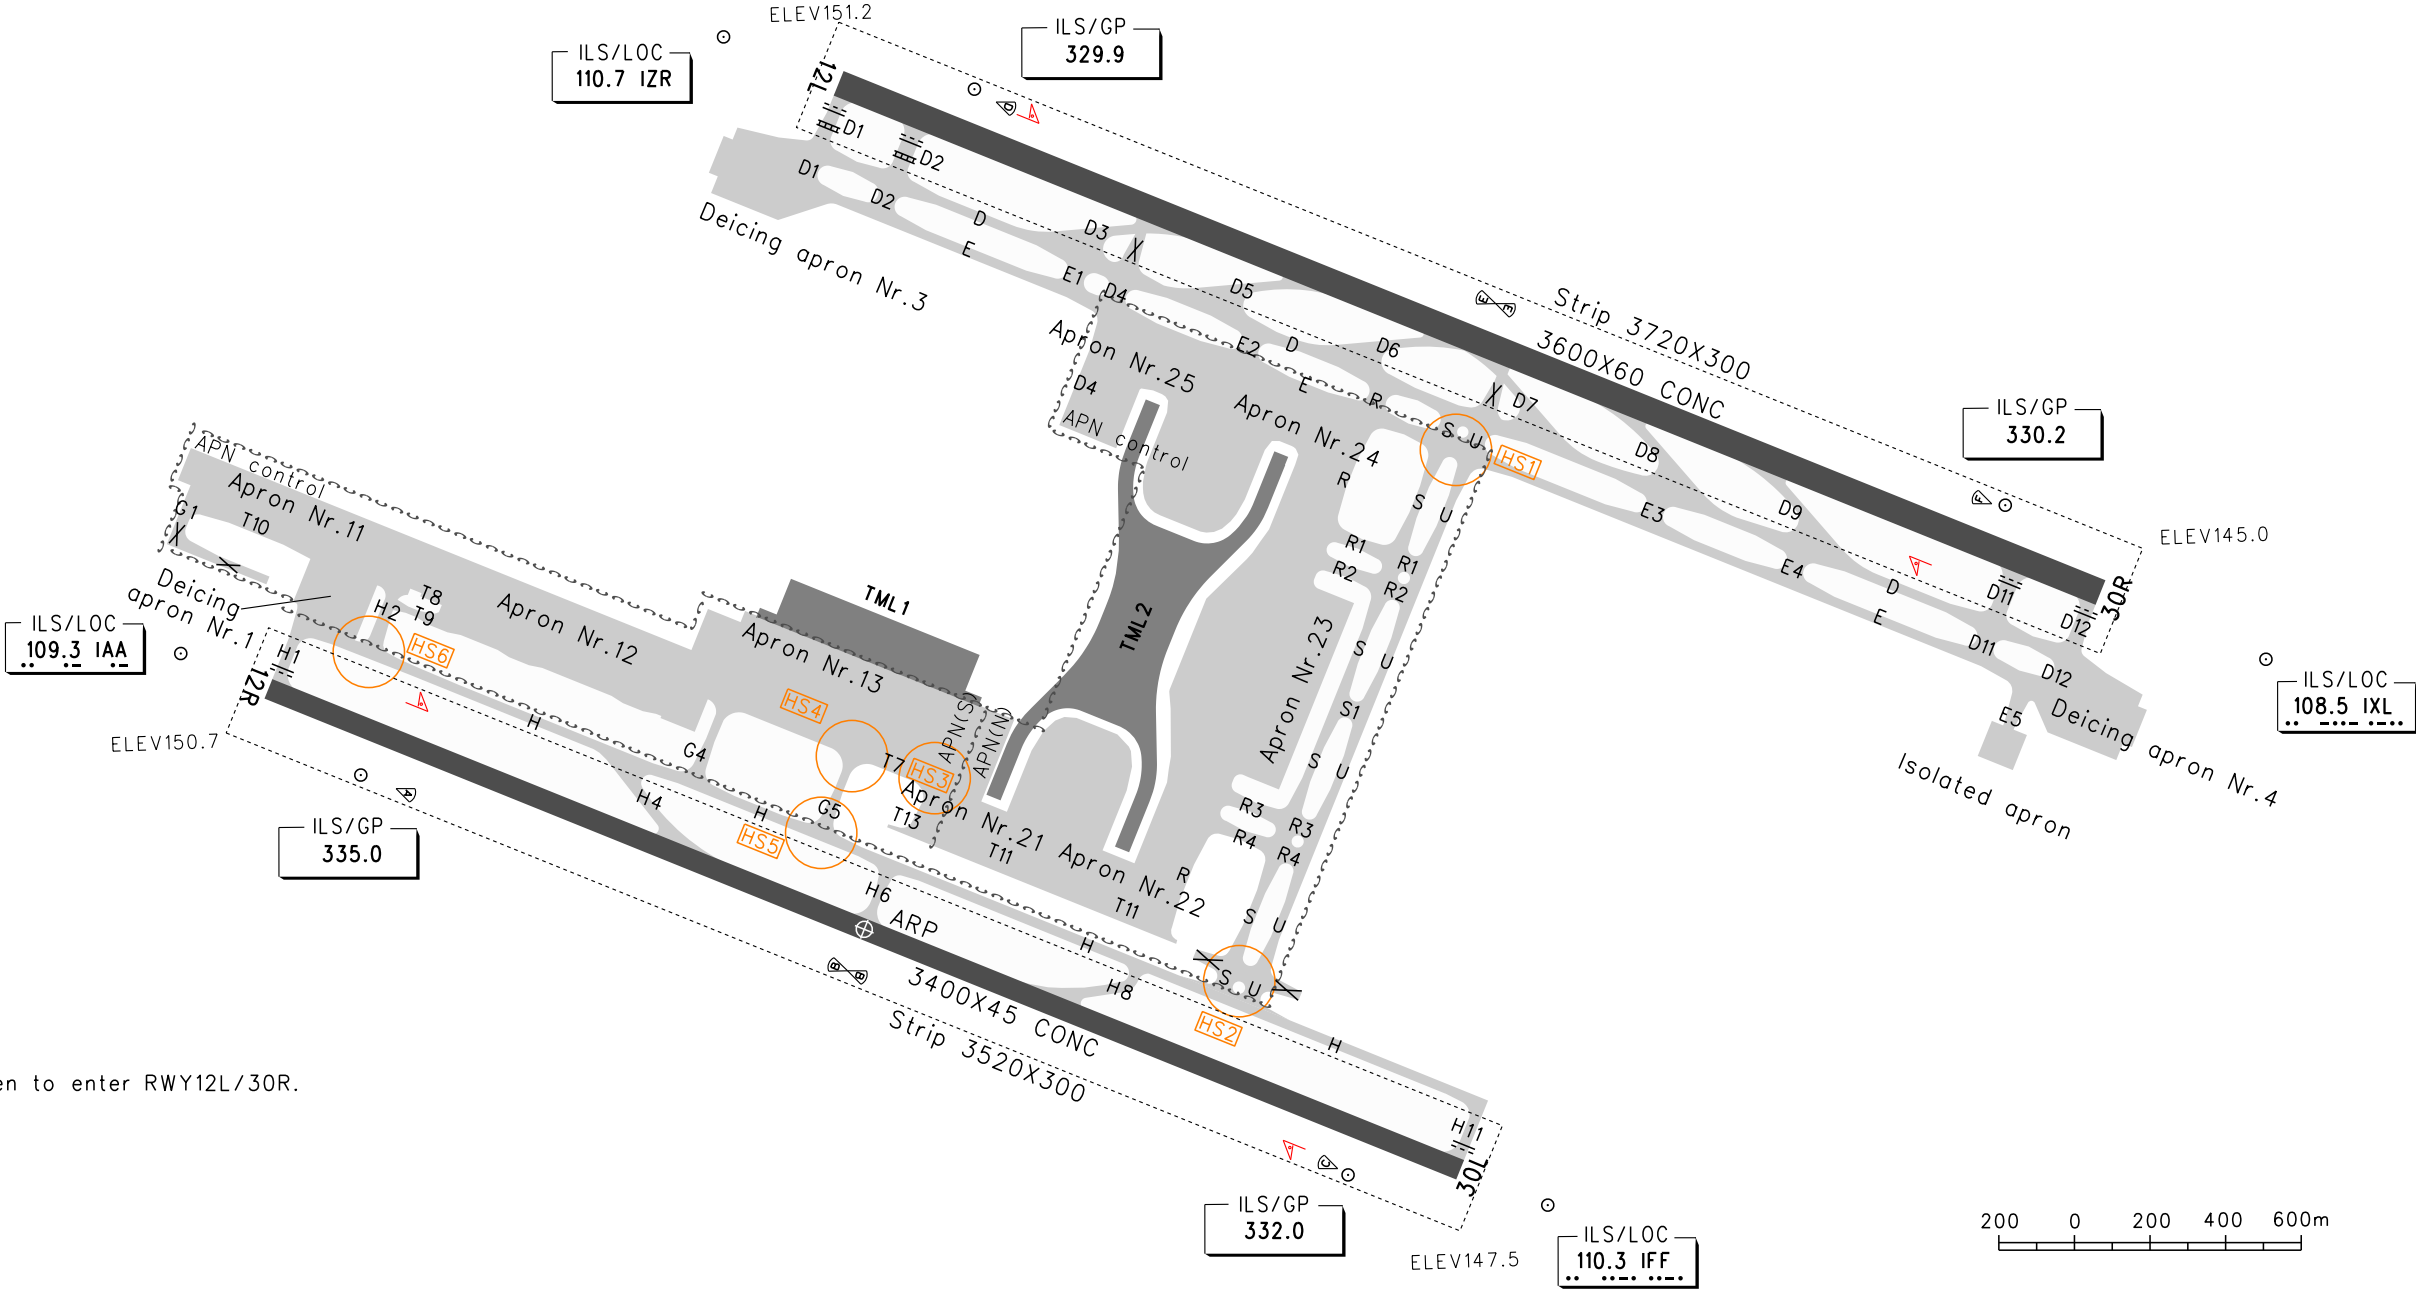 ELEV151.2
ILS/LOC
110.7 IZR
ILS/GP
329.9
12L
D1
D2
D1
D2
D
E
Deicing apron Nr.3
D3
E1
D4
D5
Strip 3720X300
3600X60 CONC
Apron Nr.25
D4
APN control
E2
D
E
D6
R
Apron Nr.24
D7
S
U
HS1
D8
ILS/GP
330.2
ELEV145.0
E3
D9
E4
D
E
D11
D12
30R
D11
D12
E5
Deicing apron Nr.4
Isolated apron
ILS/LOC
108.5 IXL
R
S
U
R1
R2
R1
R2
Apron Nr.23
S
U
S1
S
U
R3
R4
R3
R4
R
S
U
S
U
HS2
APN control
G1
T10
Apron Nr.11
Deicing
apron Nr.1
ILS/LOC
109.3 IAA
H1
H2
T8
T9
HS6
Apron Nr.12
TML1
Apron Nr.13
TML2
12R
ELEV150.7
H
H4
G4
HS4
T7
HS3
APN(S)
APN(N)
H
G5
HS5
T13
Apron Nr.21
T11
Apron Nr.22
T11
ILS/GP
335.0
H6
ARP
H
H8
3400X45 CONC
Strip 3520X300
H
H11
30L
ILS/GP
332.0
ELEV147.5
ILS/LOC
110.3 IFF
en to enter RWY12L/30R.
200 0 200 400 600m
A
B
B
C
D
E
E
F